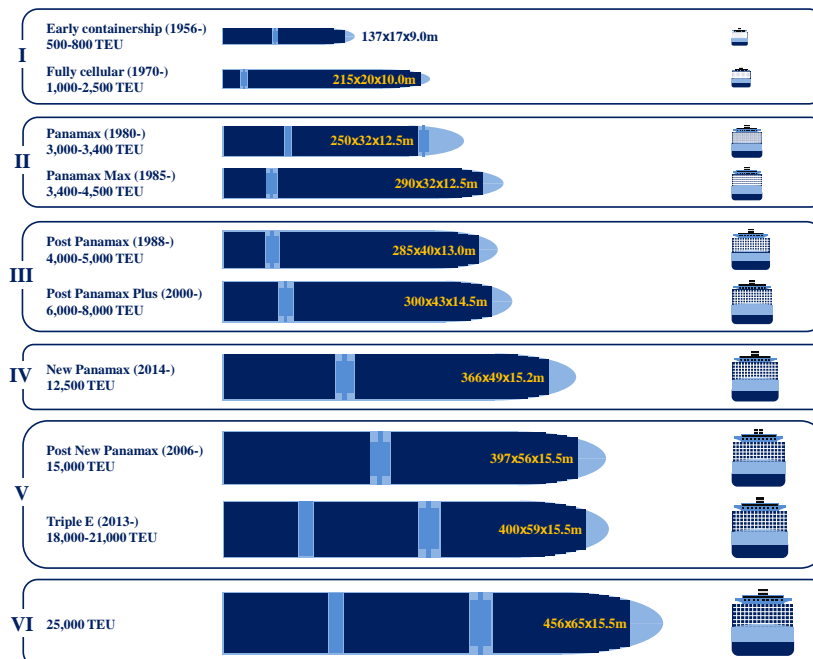 I
Early containership (1956-)
500-800 TEU
137x17x9.0m
Fully cellular (1970-)
1,000-2,500 TEU
215x20x10.0m
II
Panamax (1980-)
3,000-3,400 TEU
250x32x12.5m
Panamax Max (1985-)
3,400-4,500 TEU
290x32x12.5m
III
Post Panamax (1988-)
4,000-5,000 TEU
285x40x13.0m
Post Panamax Plus (2000-)
6,000-8,000 TEU
300x43x14.5m
IV
New Panamax (2014-)
12,500 TEU
366x49x15.2m
V
Post New Panamax (2006-)
15,000 TEU
397x56x15.5m
Triple E (2013-)
18,000-21,000 TEU
400x59x15.5m
VI
25,000 TEU
456x65x15.5m